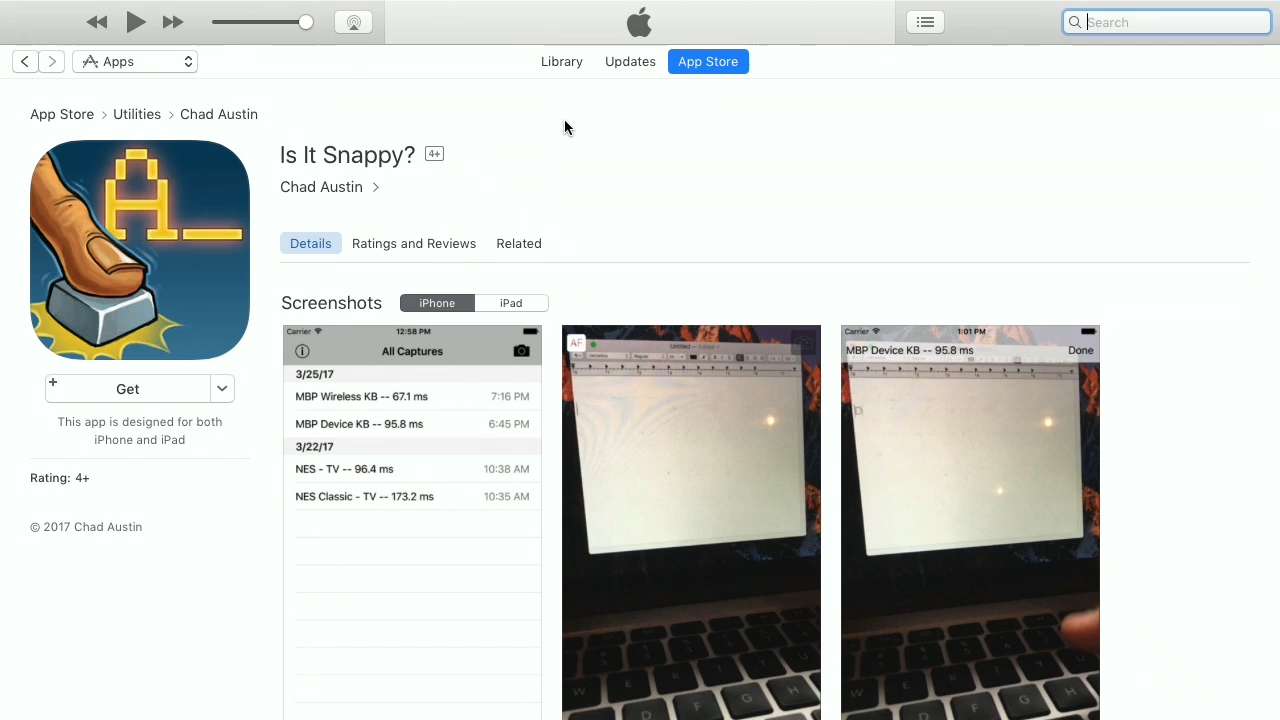 Search
Apps
Library
Updates
App Store
App Store > Utilities > Chad Austin
Is It Snappy? 4+
Chad Austin >
Details
Ratings and Reviews
Related
Screenshots
iPhone
iPad
+ Get
This app is designed for both
iPhone and iPad
Rating: 4+
© 2017 Chad Austin
Carrier 12:58 PM
All Captures
3/25/17
MBP Wireless KB -- 67.1 ms 7:16 PM
MBP Device KB -- 95.8 ms 6:45 PM
3/22/17
NES - TV -- 96.4 ms 10:38 AM
NES Classic - TV -- 173.2 ms 10:35 AM
AF
Untitled
W E R T Y U
D F G H
Carrier 1:01 PM
MBP Device KB -- 95.8 ms Done
W E R T Y U
D F G H
A_